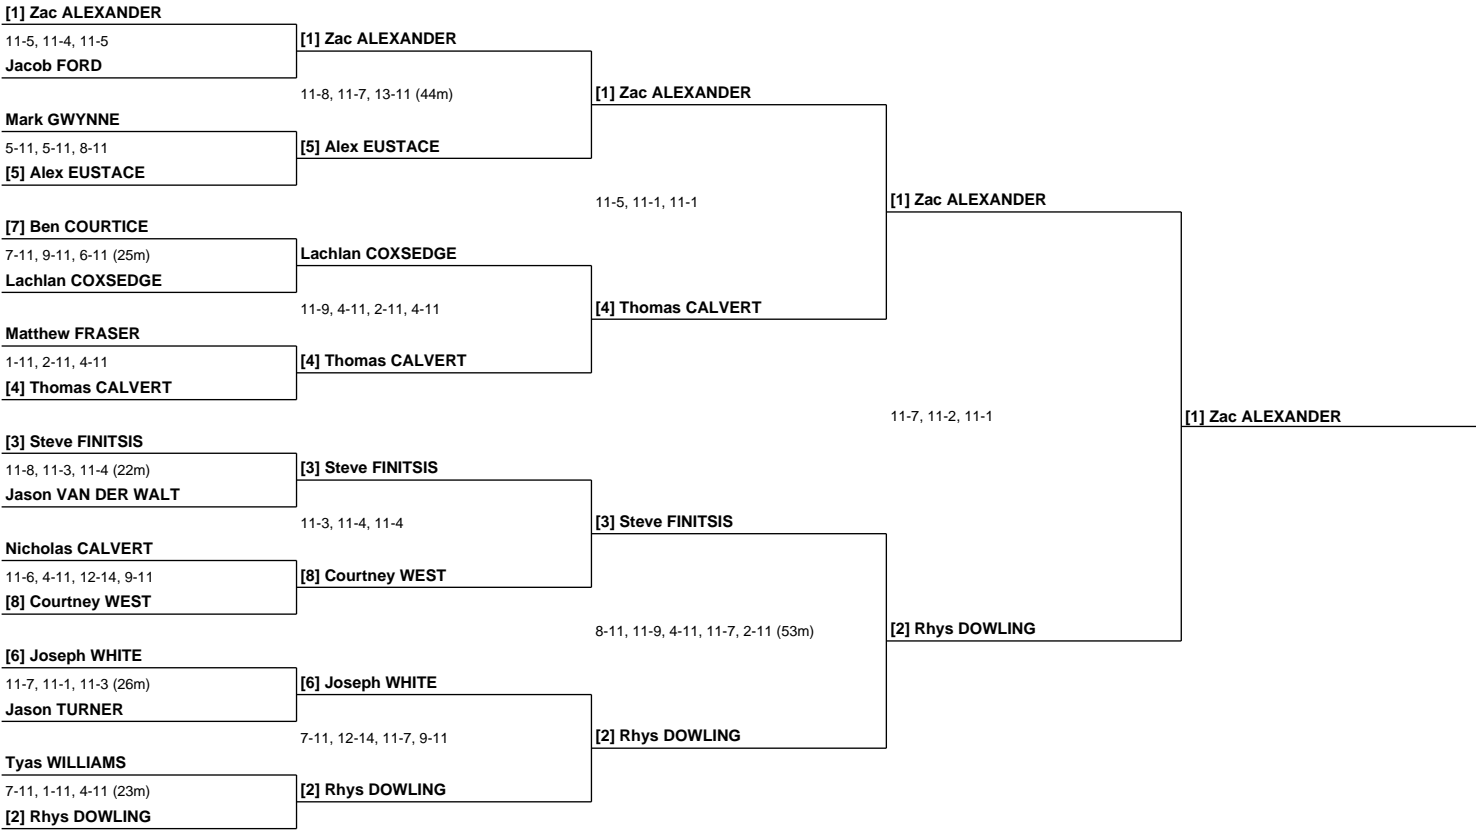 [1] Zac ALEXANDER
11-5, 11-4, 11-5
Jacob FORD
Mark GWYNNE
5-11, 5-11, 8-11
[5] Alex EUSTACE
[7] Ben COURTICE
7-11, 9-11, 6-11 (25m)
Lachlan COXSEDGE
Matthew FRASER
1-11, 2-11, 4-11
[4] Thomas CALVERT
[3] Steve FINITSIS
11-8, 11-3, 11-4 (22m)
Jason VAN DER WALT
Nicholas CALVERT
11-6, 4-11, 12-14, 9-11
[8] Courtney WEST
[6] Joseph WHITE
11-7, 11-1, 11-3 (26m)
Jason TURNER
Tyas WILLIAMS
7-11, 1-11, 4-11 (23m)
[2] Rhys DOWLING
[1] Zac ALEXANDER
11-8, 11-7, 13-11 (44m)
[5] Alex EUSTACE
Lachlan COXSEDGE
11-9, 4-11, 2-11, 4-11
[4] Thomas CALVERT
[3] Steve FINITSIS
11-3, 11-4, 11-4
[8] Courtney WEST
[6] Joseph WHITE
7-11, 12-14, 11-7, 9-11
[2] Rhys DOWLING
[1] Zac ALEXANDER
11-5, 11-1, 11-1
[4] Thomas CALVERT
[3] Steve FINITSIS
8-11, 11-9, 4-11, 11-7, 2-11 (53m)
[2] Rhys DOWLING
[1] Zac ALEXANDER
11-7, 11-2, 11-1
[2] Rhys DOWLING
[1] Zac ALEXANDER